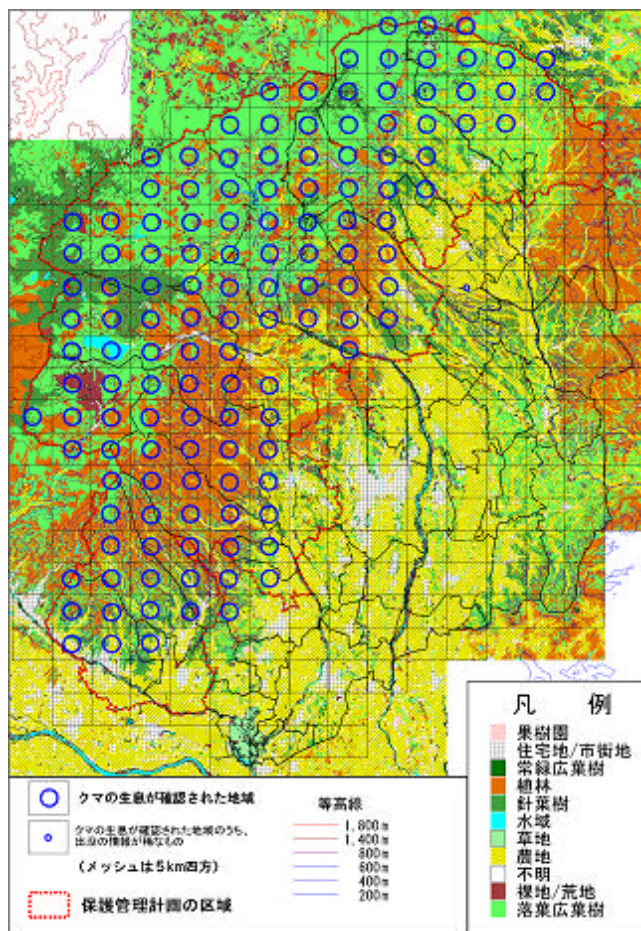 凡 例
果樹園
住宅地/市街地
常緑広葉樹
植林
針葉樹
水域
草地
農地
不明
裸地/荒地
落葉広葉樹
クマの生息が確認された地域
クマの生息が確認された地域のうち、
出没の情報が稀なもの
(メッシュは5km四方)
保護管理計画の区域
等高線
1,800m
1,400m
800m
600m
400m
200m